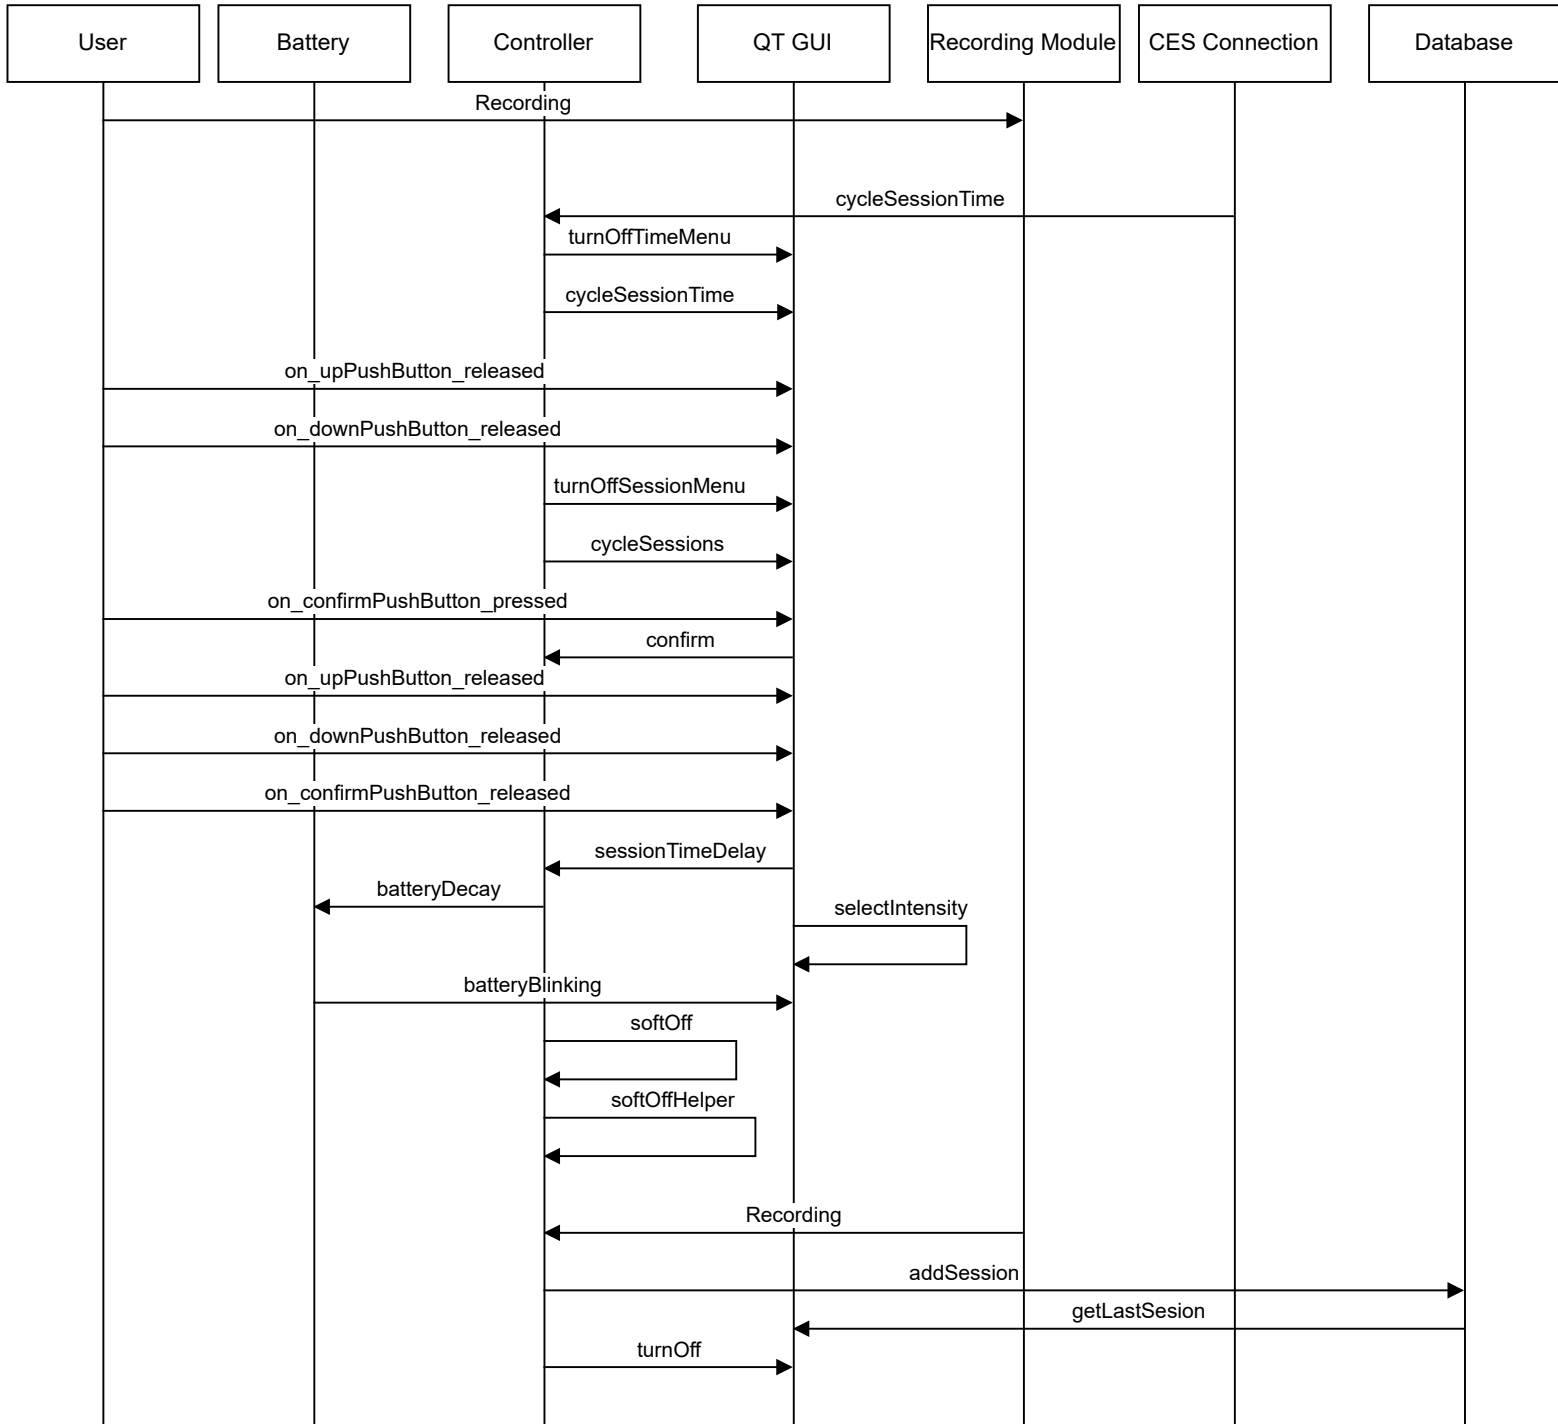 User
Battery
Controller
QT GUI
Recording Module
CES Connection
Database
Recording
cycleSessionTime
turnOffTimeMenu
cycleSessionTime
on_upPushButton_released
on_downPushButton_released
turnOffSessionMenu
cycleSessions
on_confirmPushButton_pressed
confirm
on_upPushButton_released
on_downPushButton_released
on_confirmPushButton_released
sessionTimeDelay
batteryDecay
selectIntensity
batteryBlinking
softOff
softOffHelper
Recording
addSession
getLastSesion
turnOff